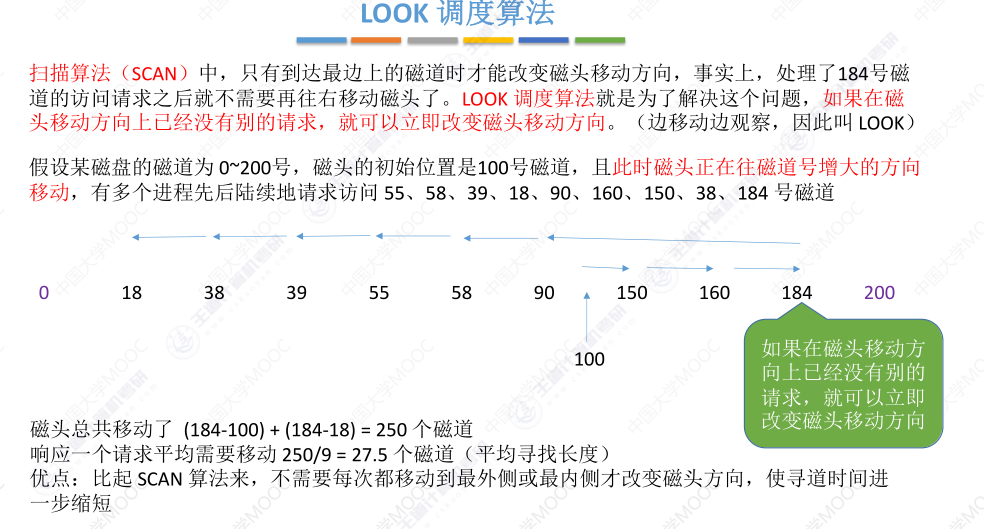 LOOK 调度算法
扫描算法（SCAN）中，只有到达最边上的磁道时才能改变磁头移动方向，事实上，处理了184号磁
道的访问请求之后就不需要再往右移动磁头了。LOOK 调度算法就是为了解决这个问题，如果在磁
头移动方向上已经没有别的请求，就可以立即改变磁头移动方向。（边移动边观察，因此叫 LOOK）
假设某磁盘的磁道为 0~200号，磁头的初始位置是100号磁道，且此时磁头正在往磁道号增大的方向
移动，有多个进程先后陆续地请求访问 55、58、39、18、90、160、150、38、184 号磁道
0 18 38 39 55 58 90 150 160 184 200
100
如果在磁头移动方
向上已经没有别的
请求，就可以立即
改变磁头移动方向
磁头总共移动了 (184-100) + (184-18) = 250 个磁道
响应一个请求平均需要移动 250/9 = 27.5 个磁道（平均寻找长度）
优点：比起 SCAN 算法来，不需要每次都移动到最外侧或最内侧才改变磁头方向，使寻道时间进
一步缩短
中国大学MOOC
王道计算机考研